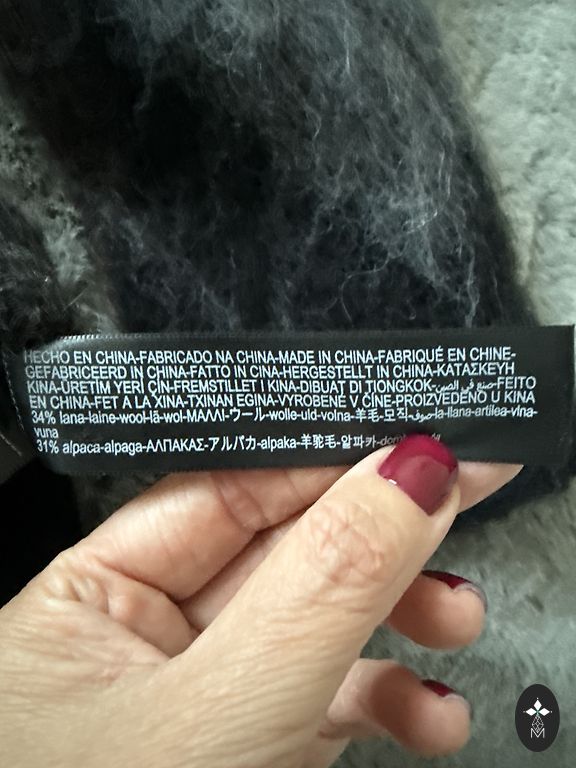 HECHO EN CHINA-FABRICADO NA CHINA-MADE IN CHINA-FABRIQUÉ EN CHINE-
GEFABRICEERD IN CHINA-FATTO IN CINA-HERGESTELLT IN CHINA-ΚΑΤΑΣΚΕΥΗ
KINA-ÜRETİM YERİ ÇİN-FREMSTILLET I KINA-DIBUAT DI TIONGKOK-صنع في الصين-FEITO
EN CHINA-FET A LA XINA-TXINAN EGINA-VYROBENÉ V ČÍNE-PROIZVEDENO U KINA
34% lana-laine-wool-lã-wol-ΜΑΛΛΙ-ウール-wolle-uld-volna-羊毛-모직-صوف-la-llana-artilea-vlna-
vuna
31% alpaca-alpaga-ΑΛΠΑΚΑΣ-アルパカ-alpaka-羊驼毛-알파카-
M